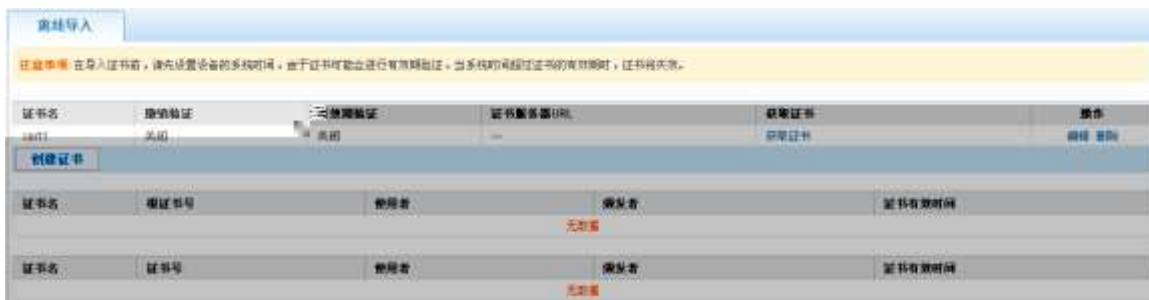 离线导入
注意事项:在导入证书前，请先设置设备的系统时间，由于证书可能会进行有效期验证，当系统时间超过证书的有效期时，证书将失效。
证书名 撤销验证 有效期验证 证书服务器URL 获取证书 操作
关闭 关闭 — 获取证书 编辑 删除
创建证书
证书名 根证书号 使用者 颁发者 证书有效时间
无数据
证书名 证书号 使用者 颁发者 证书有效时间
无数据